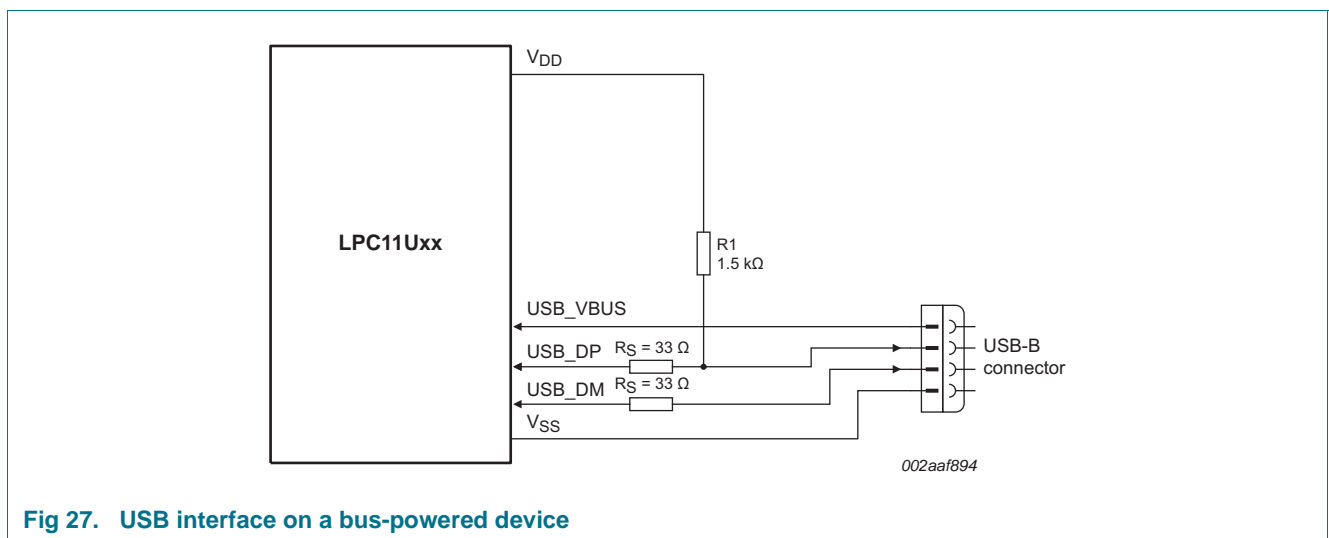 VDD
LPC11Uxx
R1
1.5 kΩ
USB_VBUS
USB_DP RS = 33 Ω
USB-B
connector
USB_DM RS = 33 Ω
VSS
002aaf894
Fig 27. USB interface on a bus-powered device